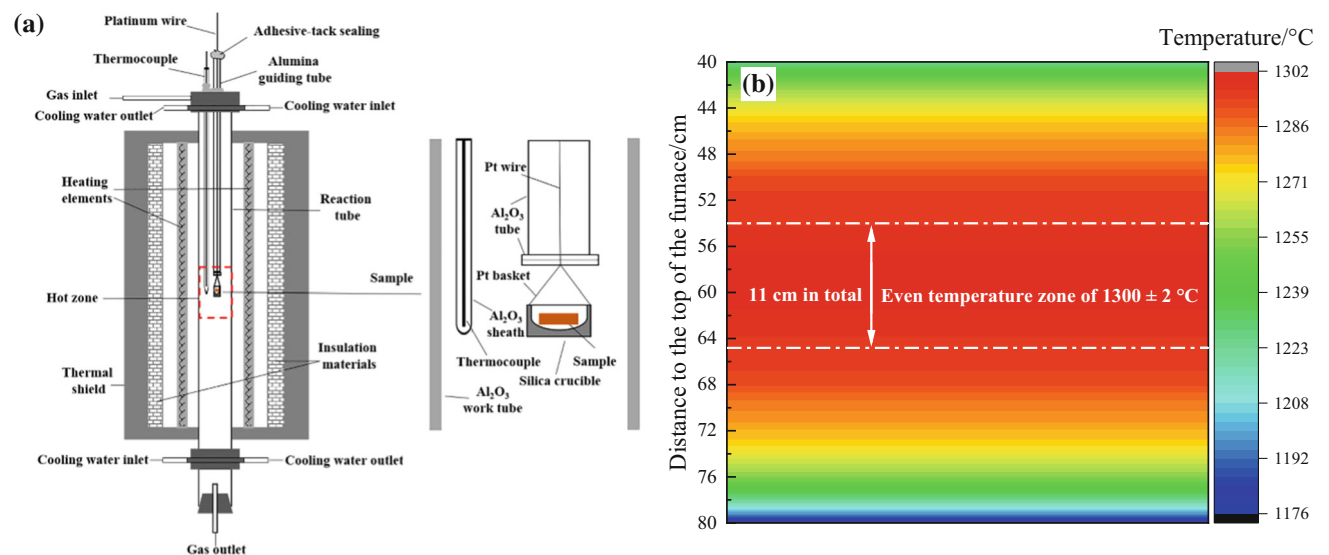 (a)
Platinum wire
Adhesive-tack sealing
Thermocouple
Alumina
guiding tube
Gas inlet
Cooling water inlet
Cooling water outlet
Heating
elements
Reaction
tube
Sample
Hot zone
Insulation
materials
Thermal
shield
Cooling water inlet
Cooling water outlet
Gas outlet
Pt wire
Al₂O₃
tube
Pt basket
Al₂O₃
sheath
Thermocouple
Sample
Silica crucible
Al₂O₃
work tube
(b)
Temperature/°C
Distance to the top of the furnace/cm
40
44
48
52
56
60
64
68
72
76
80
11 cm in total
Even temperature zone of 1300 ± 2 °C
1302
1286
1271
1255
1239
1223
1208
1192
1176